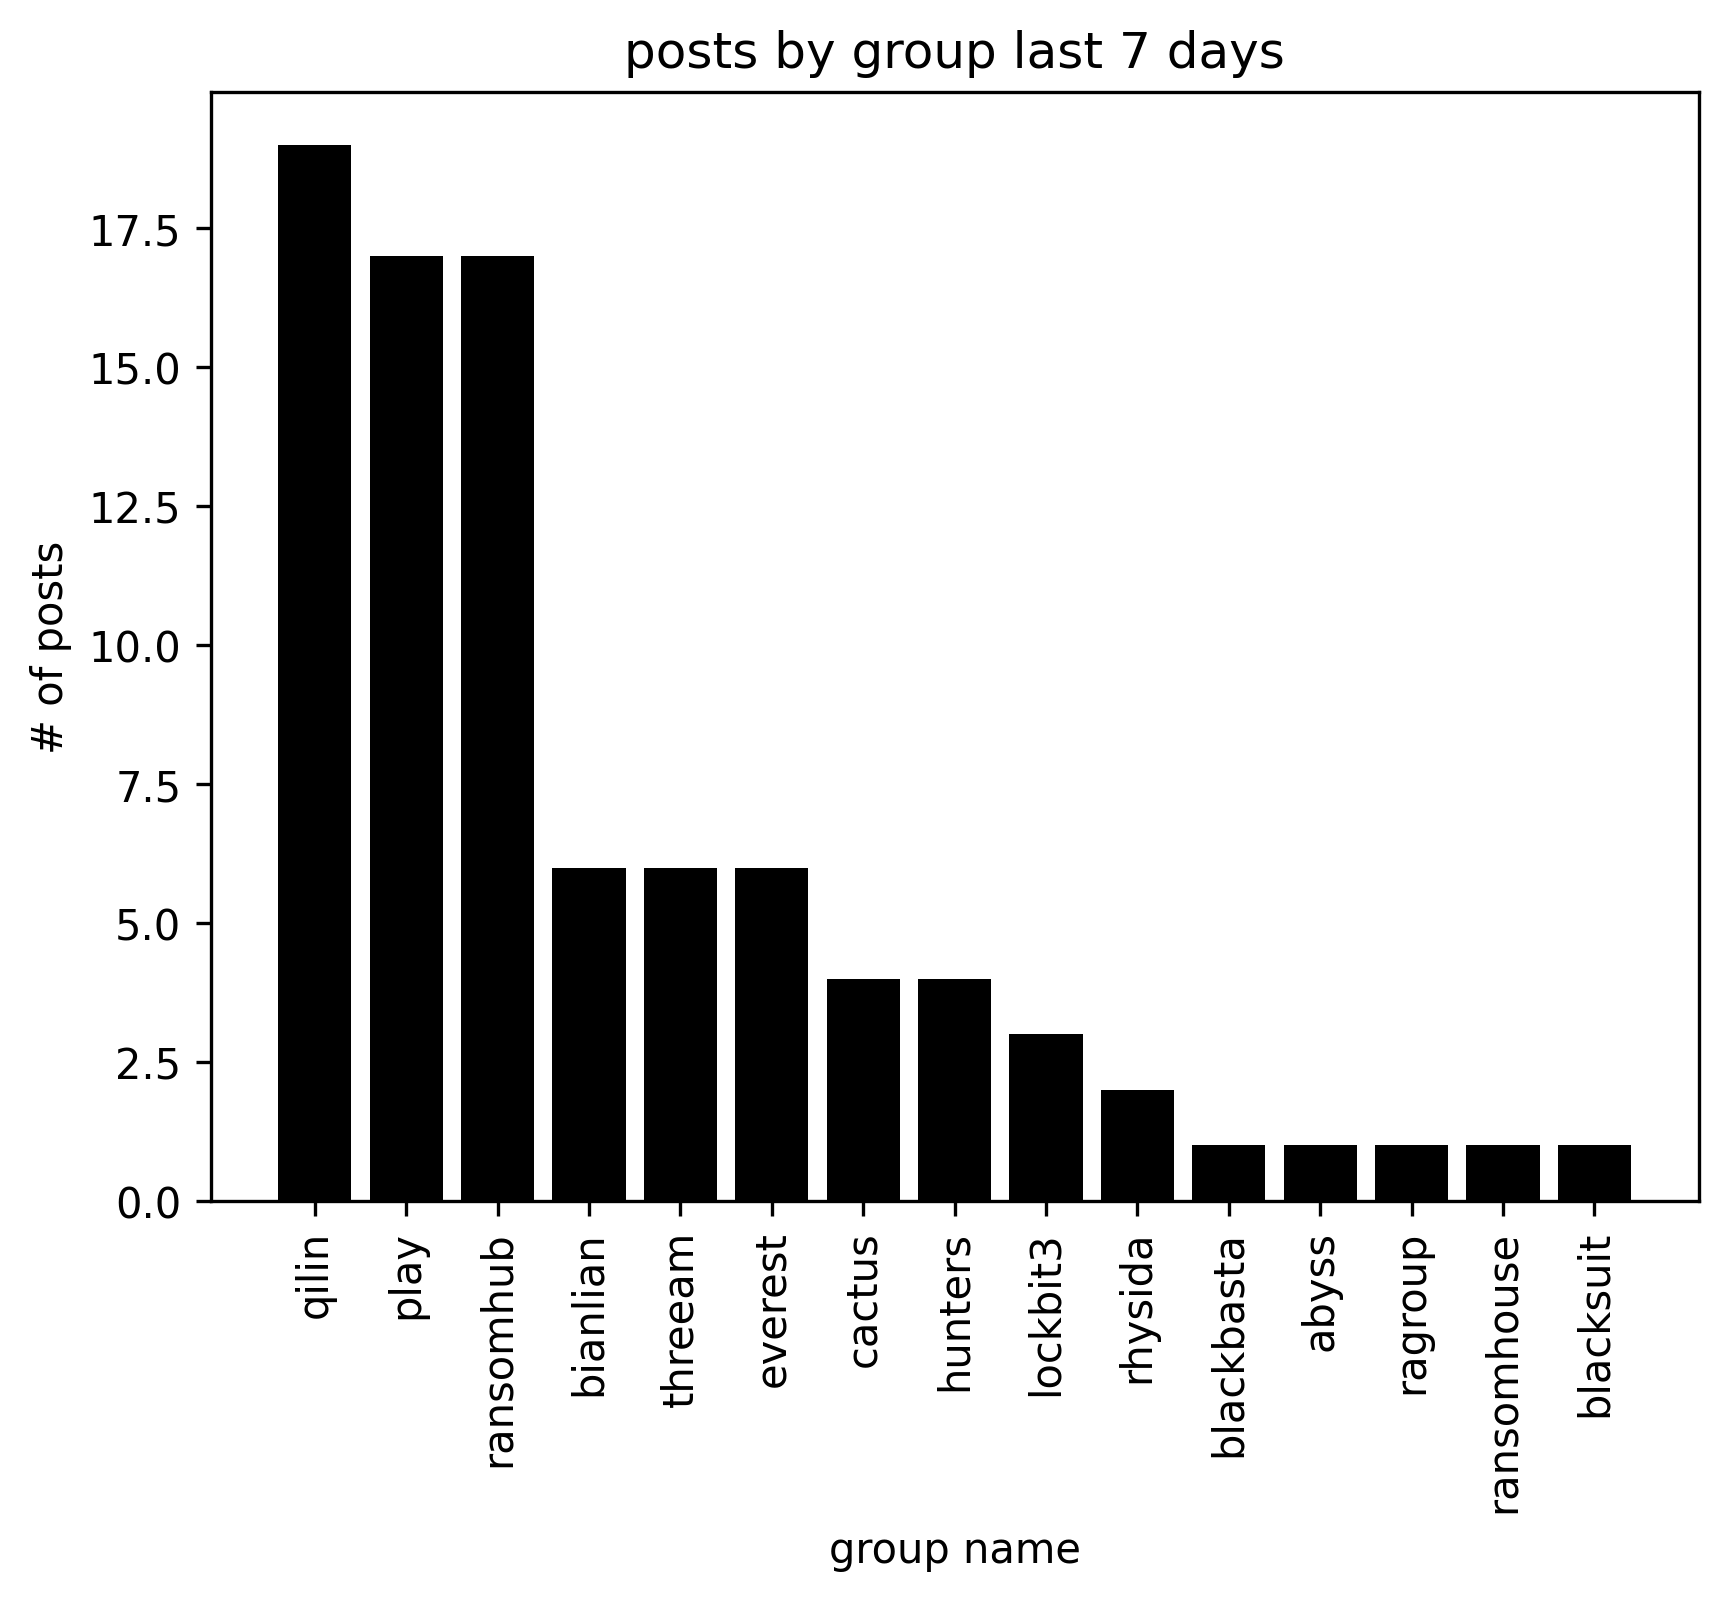 posts by group last 7 days
# of posts
17.5
15.0
12.5
10.0
7.5
5.0
2.5
0.0
qilin
play
ransomhub
bianlian
threeam
everest
cactus
hunters
lockbit3
rhysida
blackbasta
abyss
ragroup
ransomhouse
blacksuit
group name